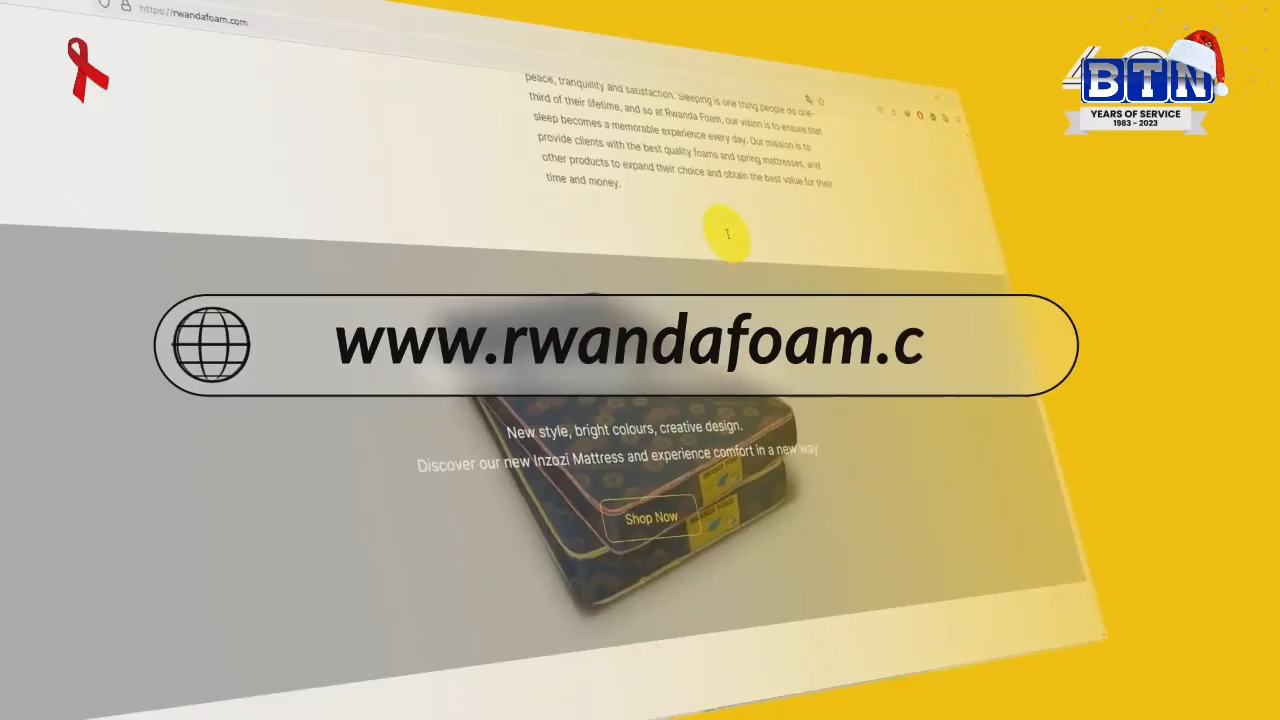 https://rwandafoam.com
BTN
YEARS OF SERVICE
1983 - 2023
peace, tranquillity and satisfaction. Sleeping is one thing people do one-
third of their lifetime, and so at Rwanda Foam, our vision is to ensure that
sleep becomes a memorable experience every day. Our mission is to
provide clients with the best quality foams and spring mattresses, and
other products to expand their choice and obtain the best value for their
time and money.
www.rwandafoam.c
New style, bright colours, creative design.
Discover our new Inzozi Mattress and experience comfort in a new way
Shop Now
RWANDA FOAM